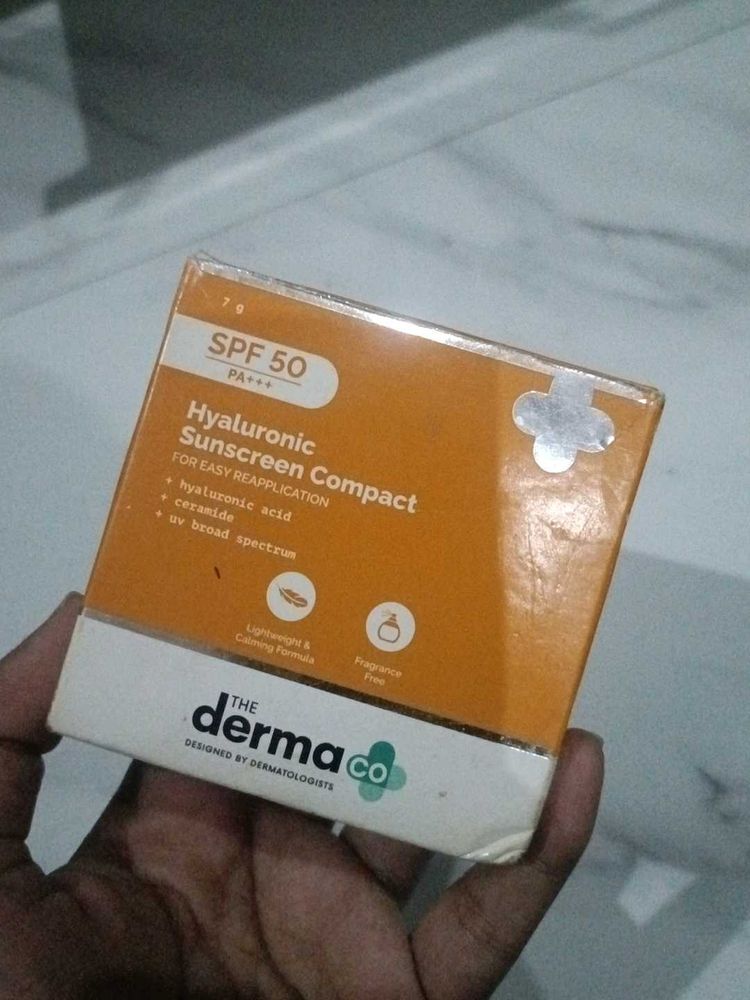 7 g
SPF 50
PA+++
Hyaluronic
Sunscreen Compact
FOR EASY REAPPLICATION
+ hyaluronic acid
+ ceramide
+ uv broad spectrum
Lightweight &
Calming Formula
Fragrance
Free
THE
derma co
DESIGNED BY DERMATOLOGISTS